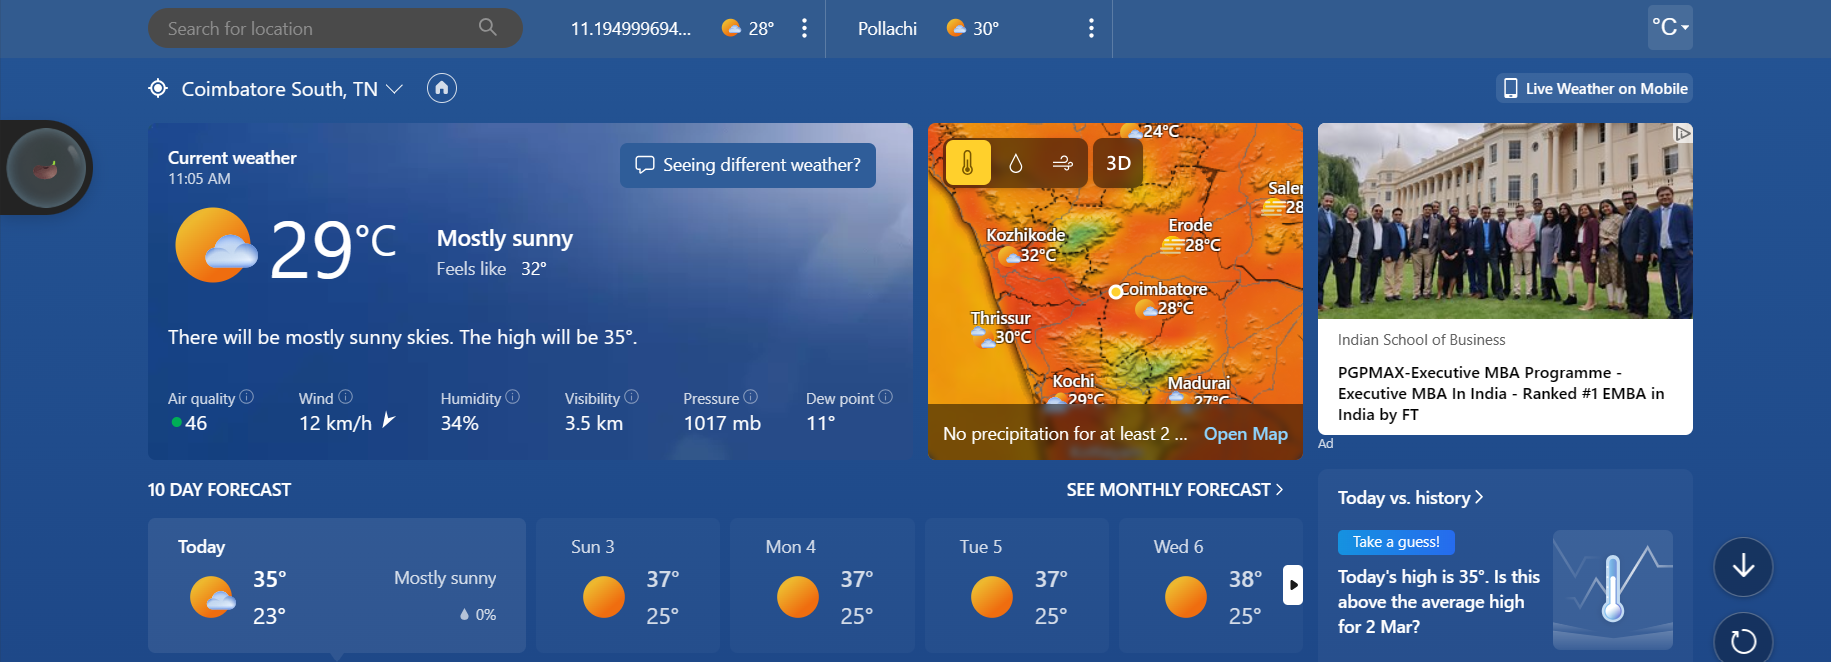 Search for location
11.194999694...
28°
Pollachi
30°
°C
Coimbatore South, TN
Live Weather on Mobile
Current weather
11:05 AM
Seeing different weather?
29°C
Mostly sunny
Feels like 32°
There will be mostly sunny skies. The high will be 35°.
Air quality
46
Wind
12 km/h
Humidity
34%
Visibility
3.5 km
Pressure
1017 mb
Dew point
11°
24°C
3D
Saler
28
Kozhikode
32°C
Erode
28°C
Coimbatore
28°C
Thrissur
30°C
Kochi
29°C
Madurai
27°C
No precipitation for at least 2 ...
Open Map
Indian School of Business
PGPMAX-Executive MBA Programme -
Executive MBA In India - Ranked #1 EMBA in
India by FT
Ad
10 DAY FORECAST
SEE MONTHLY FORECAST
Today
35°
23°
Mostly sunny
0%
Sun 3
37°
25°
Mon 4
37°
25°
Tue 5
37°
25°
Wed 6
38°
25°
Today vs. history
Take a guess!
Today's high is 35°. Is this
above the average high
for 2 Mar?